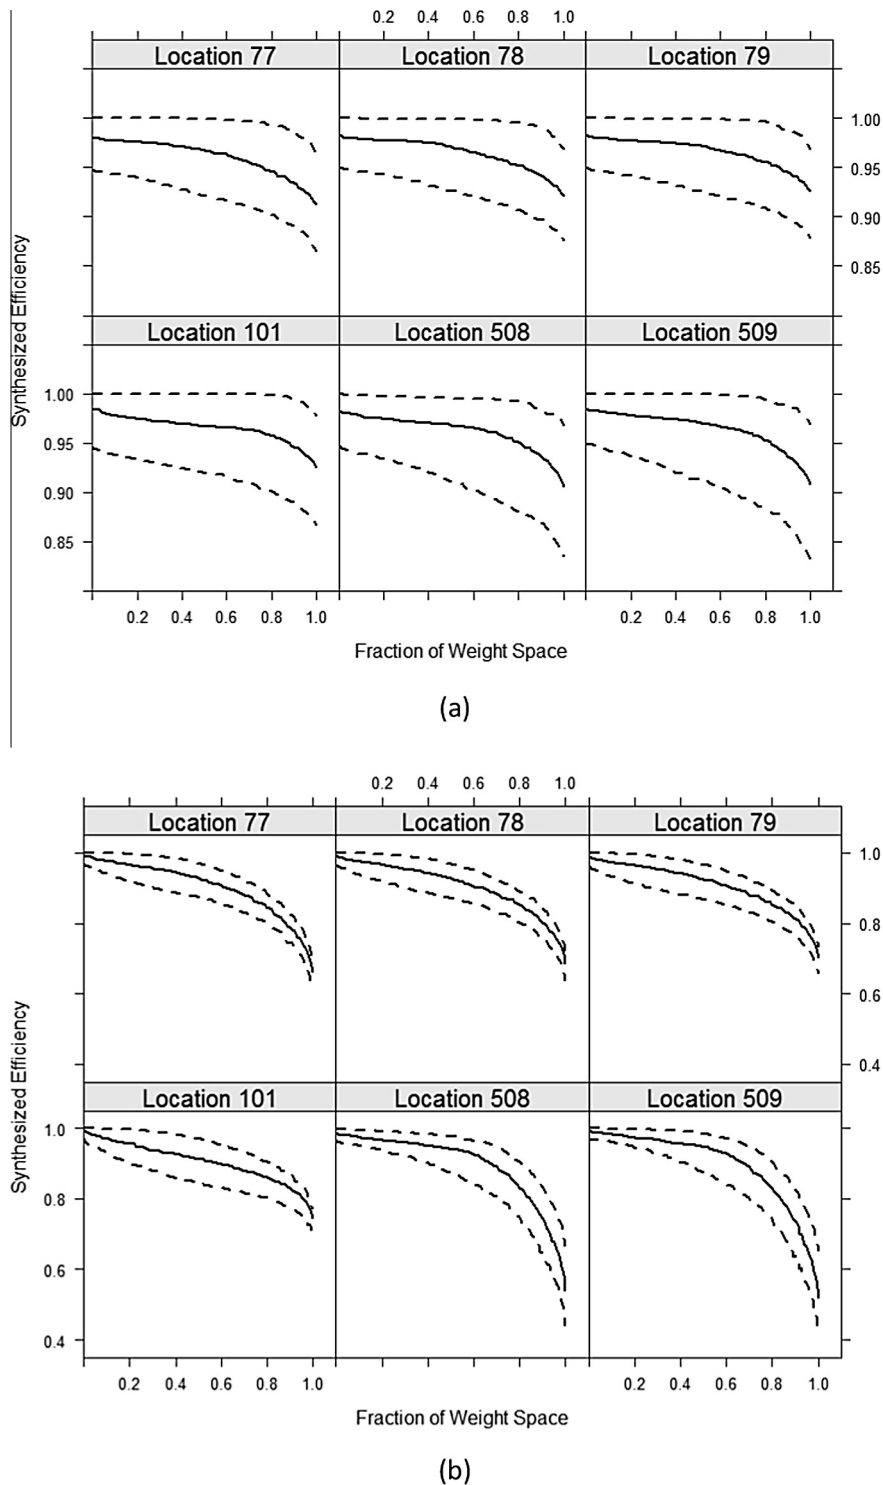 0.2 0.4 0.6 0.8 1.0
Location 77 Location 78 Location 79
1.00
0.95
0.90
0.85
Synthesized Efficiency
Location 101 Location 508 Location 509
1.00
0.95
0.90
0.85
0.2 0.4 0.6 0.8 1.0 0.2 0.4 0.6 0.8 1.0
Fraction of Weight Space
(a)
0.2 0.4 0.6 0.8 1.0
Location 77 Location 78 Location 79
1.0
0.8
0.6
0.4
Synthesized Efficiency
Location 101 Location 508 Location 509
1.0
0.8
0.6
0.4
0.2 0.4 0.6 0.8 1.0 0.2 0.4 0.6 0.8 1.0
Fraction of Weight Space
(b)